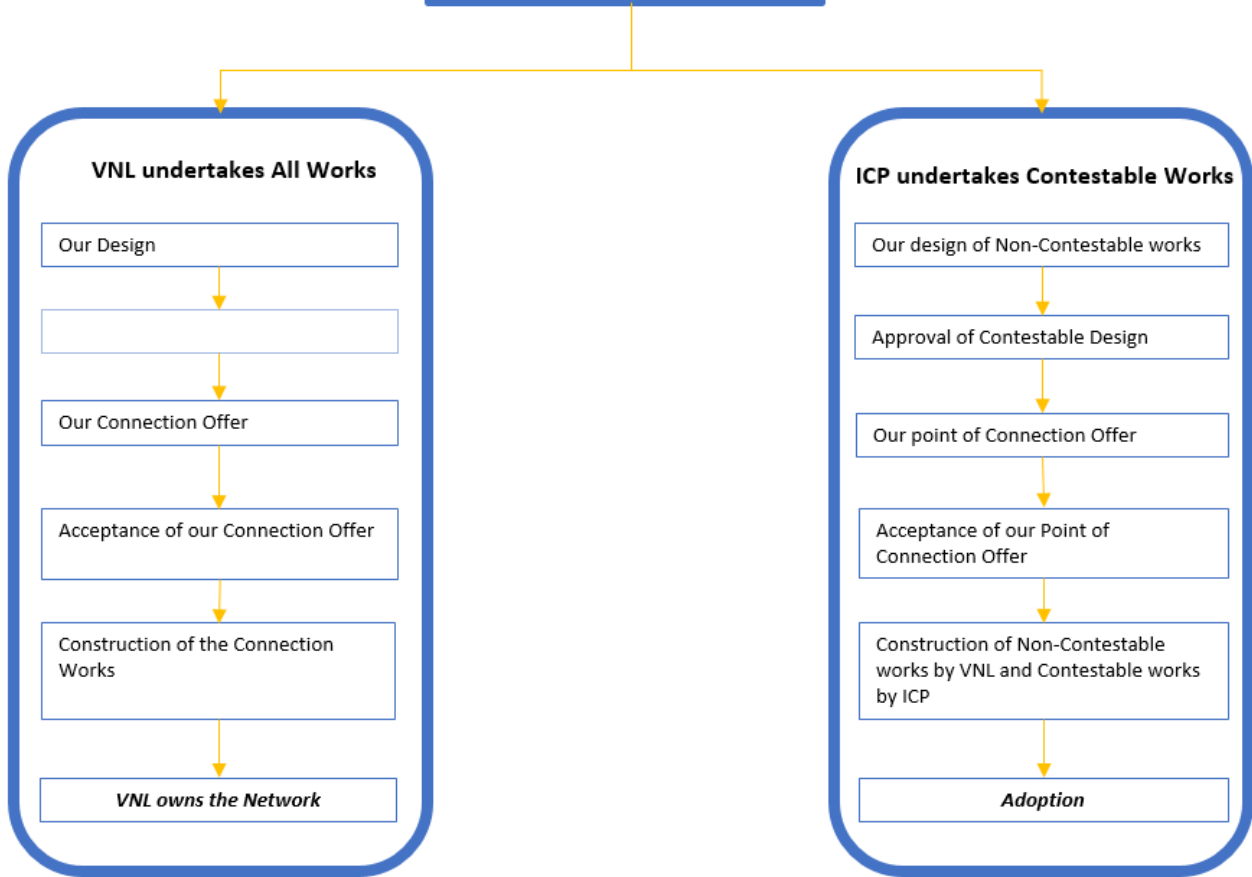 VNL undertakes All Works
Our Design
Our Connection Offer
Acceptance of our Connection Offer
Construction of the Connection
Works
VNL owns the Network
ICP undertakes Contestable Works
Our design of Non-Contestable works
Approval of Contestable Design
Our point of Connection Offer
Acceptance of our Point of
Connection Offer
Construction of Non-Contestable
works by VNL and Contestable works
by ICP
Adoption